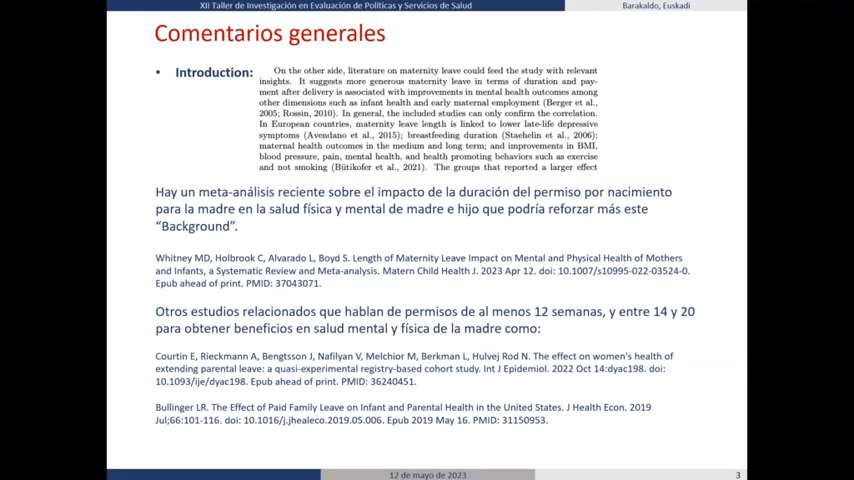 XII Taller de Investigación en Evaluación de Políticas y Servicios de Salud
Barakaldo, Euskadi
Comentarios generales
• Introduction:
On the other side, literature on maternity leave could feed the study with relevant
insights. It suggests more generous maternity leave in terms of duration and pay-
ment after delivery is associated with improvements in mental health outcomes among
other dimensions such as infant health and early maternal employment (Berger et al.,
2005; Rossin, 2010). In general, the included studies can only confirm the correlation.
In European countries, maternity leave length is linked to lower late-life depressive
symptoms (Avendano et al., 2015); breastfeeding duration (Staehelin et al., 2006);
maternal health outcomes in the medium and long term; and improvements in BMI,
blood pressure, pain, mental health, and health promoting behaviors such as exercise
and not smoking (Bütikofer et al., 2021). The groups that reported a larger effect
Hay un meta-análisis reciente sobre el impacto de la duración del permiso por nacimiento
para la madre en la salud física y mental de madre e hijo que podría reforzar más este
“Background”.
Whitney MD, Holbrook C, Alvarado L, Boyd S. Length of Maternity Leave Impact on Mental and Physical Health of Mothers
and Infants, a Systematic Review and Meta-analysis. Matern Child Health J. 2023 Apr 12. doi: 10.1007/s10995-022-03524-0.
Epub ahead of print. PMID: 37043071.
Otros estudios relacionados que hablan de permisos de al menos 12 semanas, y entre 14 y 20
para obtener beneficios en salud mental y física de la madre como:
Courtin E, Rieckmann A, Bengtsson J, Nafilyan V, Melchior M, Berkman L, Hulvej Rod N. The effect on women's health of
extending parental leave: a quasi-experimental registry-based cohort study. Int J Epidemiol. 2022 Oct 14:dyac198. doi:
10.1093/ije/dyac198. Epub ahead of print. PMID: 36240451.
Bullinger LR. The Effect of Paid Family Leave on Infant and Parental Health in the United States. J Health Econ. 2019
Jul;66:101-116. doi: 10.1016/j.jhealeco.2019.05.006. Epub 2019 May 16. PMID: 31150953.
12 de mayo de 2023
3